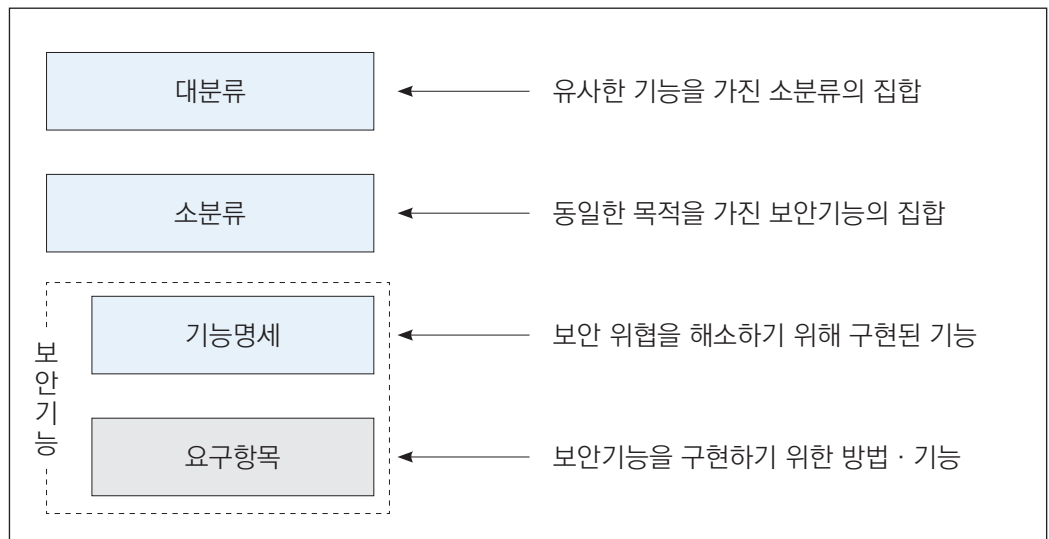 대분류
유사한 기능을 가진 소분류의 집합
소분류
동일한 목적을 가진 보안기능의 집합
보안기능
기능명세
보안 위협을 해소하기 위해 구현된 기능
요구항목
보안기능을 구현하기 위한 방법 · 기능